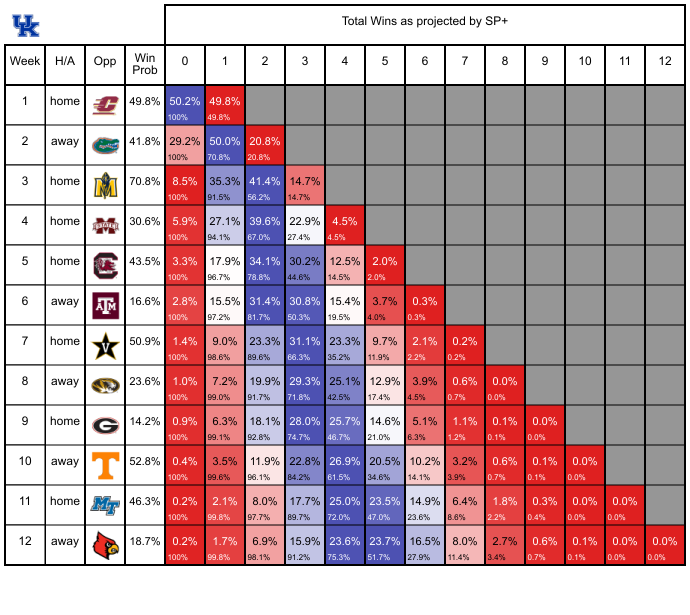 UK
Total Wins as projected by SP+
Week H/A Opp Win Prob 0 1 2 3 4 5 6 7 8 9 10 11 12
1 home C 49.8% 50.2% 49.8%
100% 49.8%
2 away Gators 41.8% 29.2% 50.0% 20.8%
100% 70.8% 20.8%
3 home M 70.8% 8.5% 35.3% 41.4% 14.7%
100% 91.5% 56.2% 14.7%
4 home M STATE 30.6% 5.9% 27.1% 39.6% 22.9% 4.5%
100% 94.1% 67.0% 27.4% 4.5%
5 home C 43.5% 3.3% 17.9% 34.1% 30.2% 12.5% 2.0%
100% 96.7% 78.8% 44.6% 14.5% 2.0%
6 away ATM 16.6% 2.8% 15.5% 31.4% 30.8% 15.4% 3.7% 0.3%
100% 97.2% 81.7% 50.3% 19.5% 4.0% 0.3%
7 home V 50.9% 1.4% 9.0% 23.3% 31.1% 23.3% 9.7% 2.1% 0.2%
100% 98.6% 89.6% 66.3% 35.2% 11.9% 2.2% 0.2%
8 away 23.6% 1.0% 7.2% 19.9% 29.3% 25.1% 12.9% 3.9% 0.6% 0.0%
100% 99.0% 91.7% 71.8% 42.5% 17.4% 4.5% 0.7% 0.0%
9 home G 14.2% 0.9% 6.3% 18.1% 28.0% 25.7% 14.6% 5.1% 1.1% 0.1% 0.0%
100% 99.1% 92.8% 74.7% 46.7% 21.0% 6.3% 1.2% 0.1% 0.0%
10 away T 52.8% 0.4% 3.5% 11.9% 22.8% 26.9% 20.5% 10.2% 3.2% 0.6% 0.1% 0.0%
100% 99.6% 96.1% 84.2% 61.5% 34.6% 14.1% 3.9% 0.7% 0.1% 0.0%
11 home MT 46.3% 0.2% 2.1% 8.0% 17.7% 25.0% 23.5% 14.9% 6.4% 1.8% 0.3% 0.0% 0.0%
100% 99.8% 97.7% 89.7% 72.0% 47.0% 23.6% 8.6% 2.2% 0.4% 0.0% 0.0%
12 away 18.7% 0.2% 1.7% 6.9% 15.9% 23.6% 23.7% 16.5% 8.0% 2.7% 0.6% 0.1% 0.0% 0.0%
100% 99.8% 98.1% 91.2% 75.3% 51.7% 27.9% 11.4% 3.4% 0.7% 0.1% 0.0% 0.0%